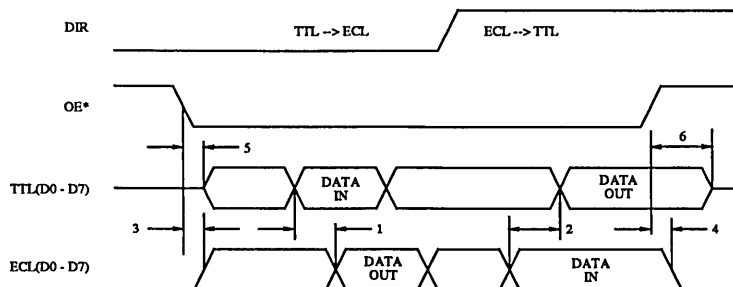 DIR
TTL --> ECL
ECL --> TTL
OE*
5
6
TTL(D0 - D7)
DATA
IN
DATA
OUT
3
1
2
4
ECL(D0 - D7)
DATA
OUT
DATA
IN